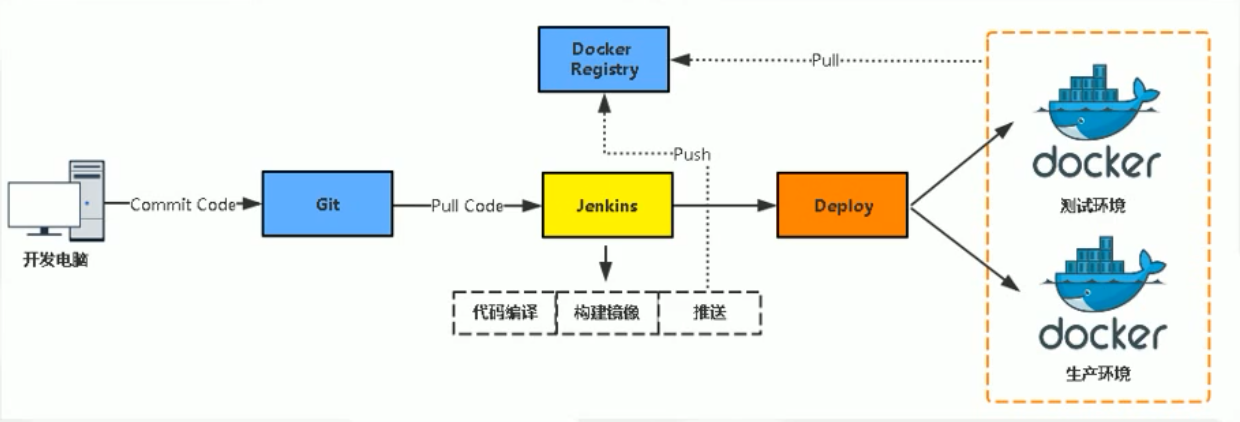 Docker
Registry
Pull
docker
测试环境
Push
Commit Code
Git
Pull Code
Jenkins
Deploy
开发电脑
代码编译
构建镜像
推送
docker
生产环境